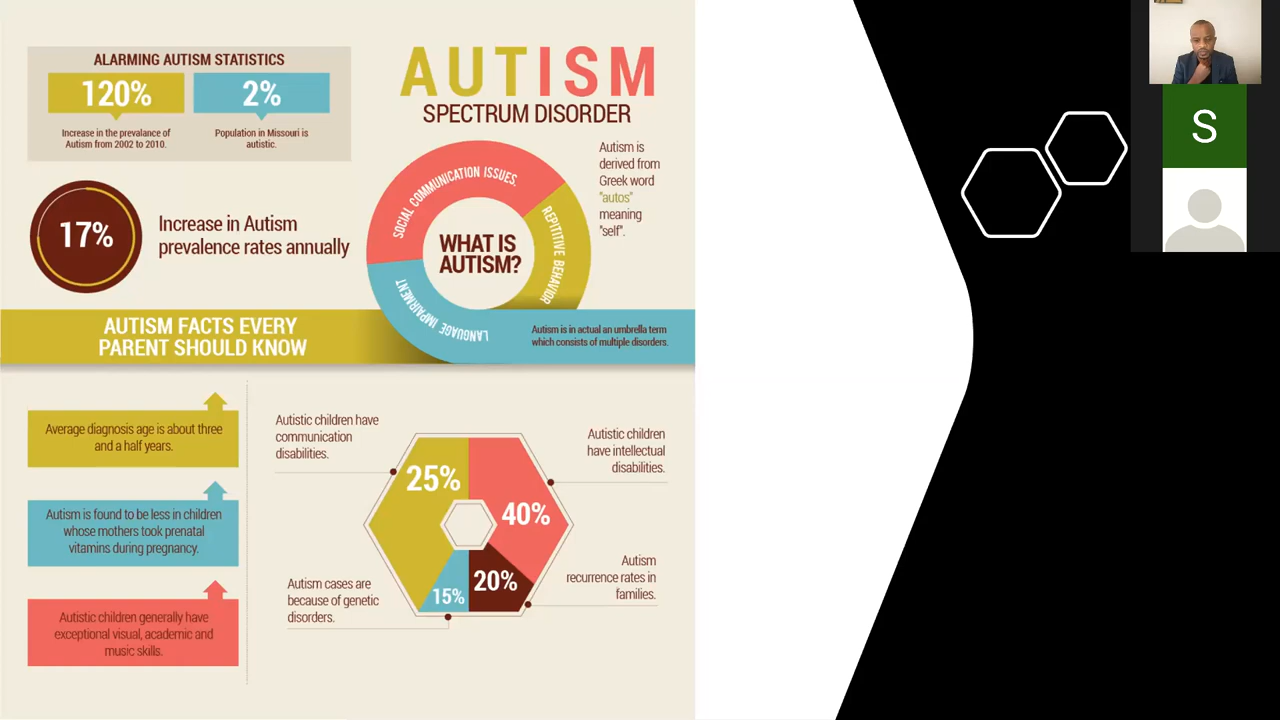 ALARMING AUTISM STATISTICS
120%
Increase in the prevalance of
Autism from 2002 to 2010.
2%
Population in Missouri is
autistic.
17%
Increase in Autism
prevalence rates annually
AUTISM
SPECTRUM DISORDER
SOCIAL COMMUNICATION ISSUES,
REPITITIVE BEHAVIOR
LANGUAGE IMPAIRMENT
WHAT IS
AUTISM?
Autism is
derived from
Greek word
"autos"
meaning
"self".
AUTISM FACTS EVERY
PARENT SHOULD KNOW
Autism is in actual an umbrella term
which consists of multiple disorders.
Average diagnosis age is about three
and a half years.
Autism is found to be less in children
whose mothers took prenatal
vitamins during pregnancy.
Autistic children generally have
exceptional visual, academic and
music skills.
Autistic children have
communication
disabilities.
25%
Autistic children
have intellectual
disabilities.
40%
Autism cases are
because of genetic
disorders.
15%
20%
Autism
recurrence rates in
families.
S